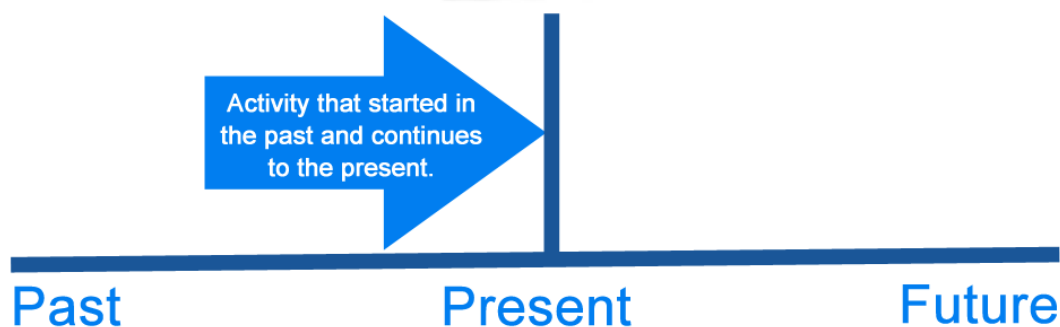 Activity that started in
the past and continues
to the present.
Past
Present
Future